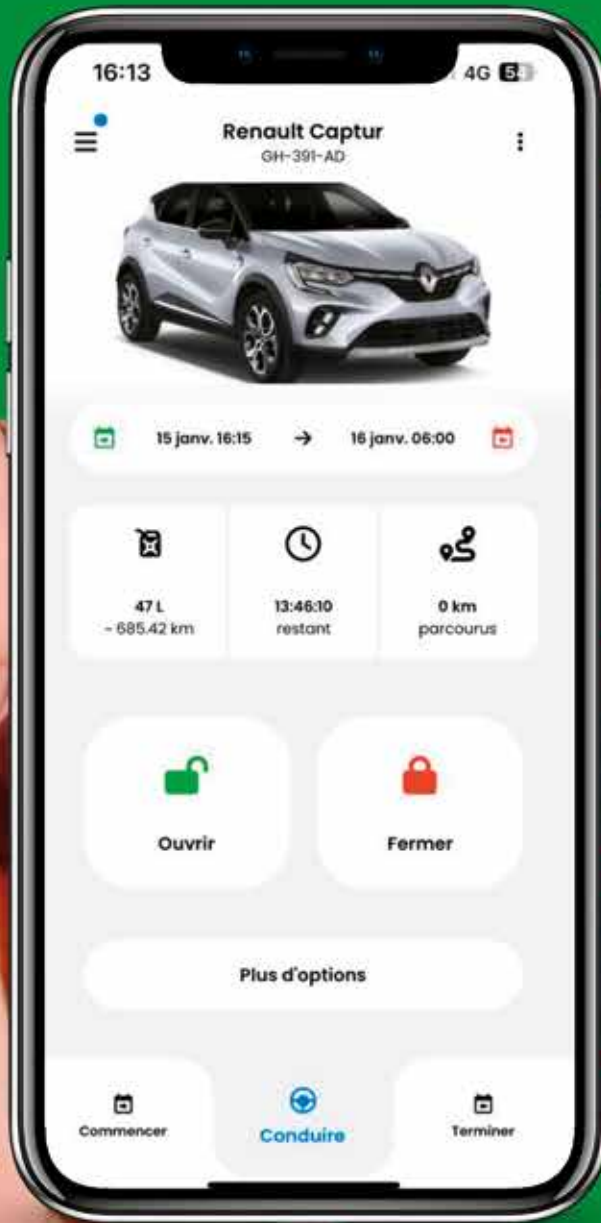 16:13
4G
Renault Captur
GH-391-AD
15 janv. 16:15 → 16 janv. 06:00
47 L
~ 685.42 km
13:46:10
restant
0 km
parcourus
Ouvrir
Fermer
Plus d'options
Commencer
Conduire
Terminer